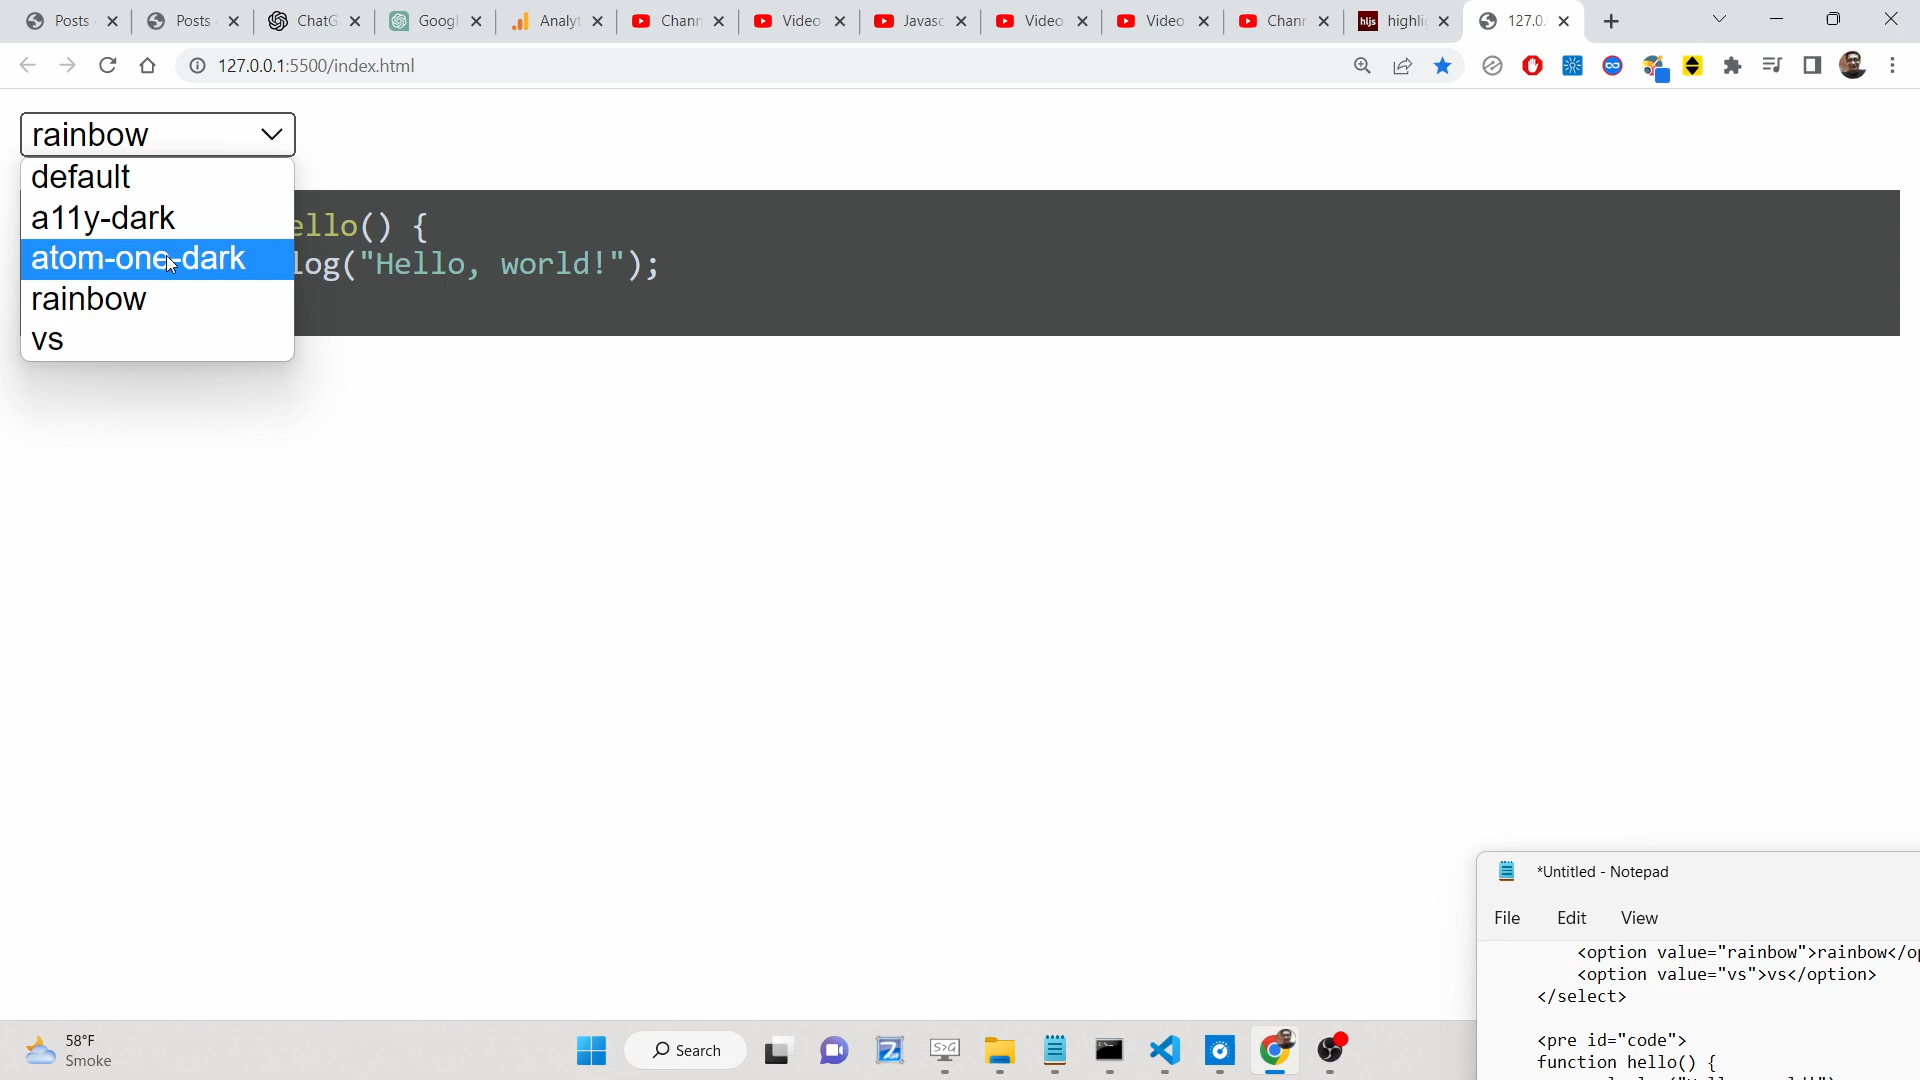 Posts
Posts
ChatG
Googl
Analyt
Chann
Video
Javasc
Video
Video
Chann
hljs highli
127.0.
127.0.0.1:5500/index.html
rainbow
default
a11y-dark
atom-one-dark
rainbow
vs
ello() {
log("Hello, world!");
*Untitled - Notepad
File Edit View
<option value="rainbow">rainbow</op
<option value="vs">vs</option>
</select>
<pre id="code">
function hello() {
58°F
Smoke
Search
S>G